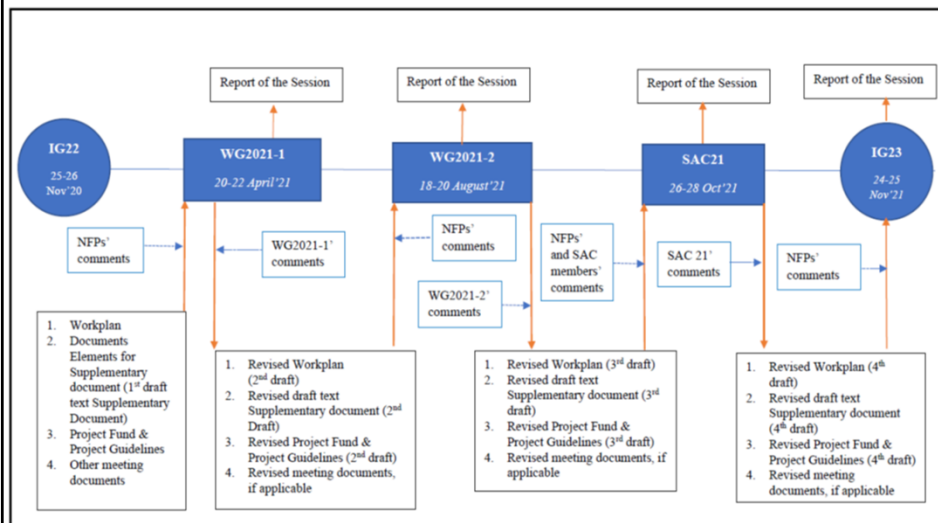 Report of the Session
Report of the Session
Report of the Session
Report of the Session
IG22
25-26
Nov'20
WG2021-1
20-22 April'21
WG2021-2
18-20 August'21
SAC21
26-28 Oct'21
IG23
24-25
Nov'21
NFPs'
comments
WG2021-1'
comments
NFPs'
comments
WG2021-2'
comments
NFPs'
and SAC
members'
comments
SAC 21'
comments
NFPs'
comments
1. Workplan
2. Documents
Elements for
Supplementary
document (1st draft
text Supplementary
Document)
3. Project Fund &
Project Guidelines
4. Other meeting
documents
1. Revised Workplan
(2nd draft)
2. Revised draft text
Supplementary document (2nd
Draft)
3. Revised Project Fund &
Project Guidelines (2nd draft)
4. Revised meeting documents,
if applicable
1. Revised Workplan (3rd draft)
2. Revised draft text
Supplementary document (3rd
draft)
3. Revised Project Fund &
Project Guidelines (3rd draft)
4. Revised meeting documents, if
applicable
1. Revised Workplan (4th
draft)
2. Revised draft text
Supplementary document
(4th draft)
3. Revised Project Fund &
Project Guidelines (4th draft)
4. Revised meeting
documents, if applicable